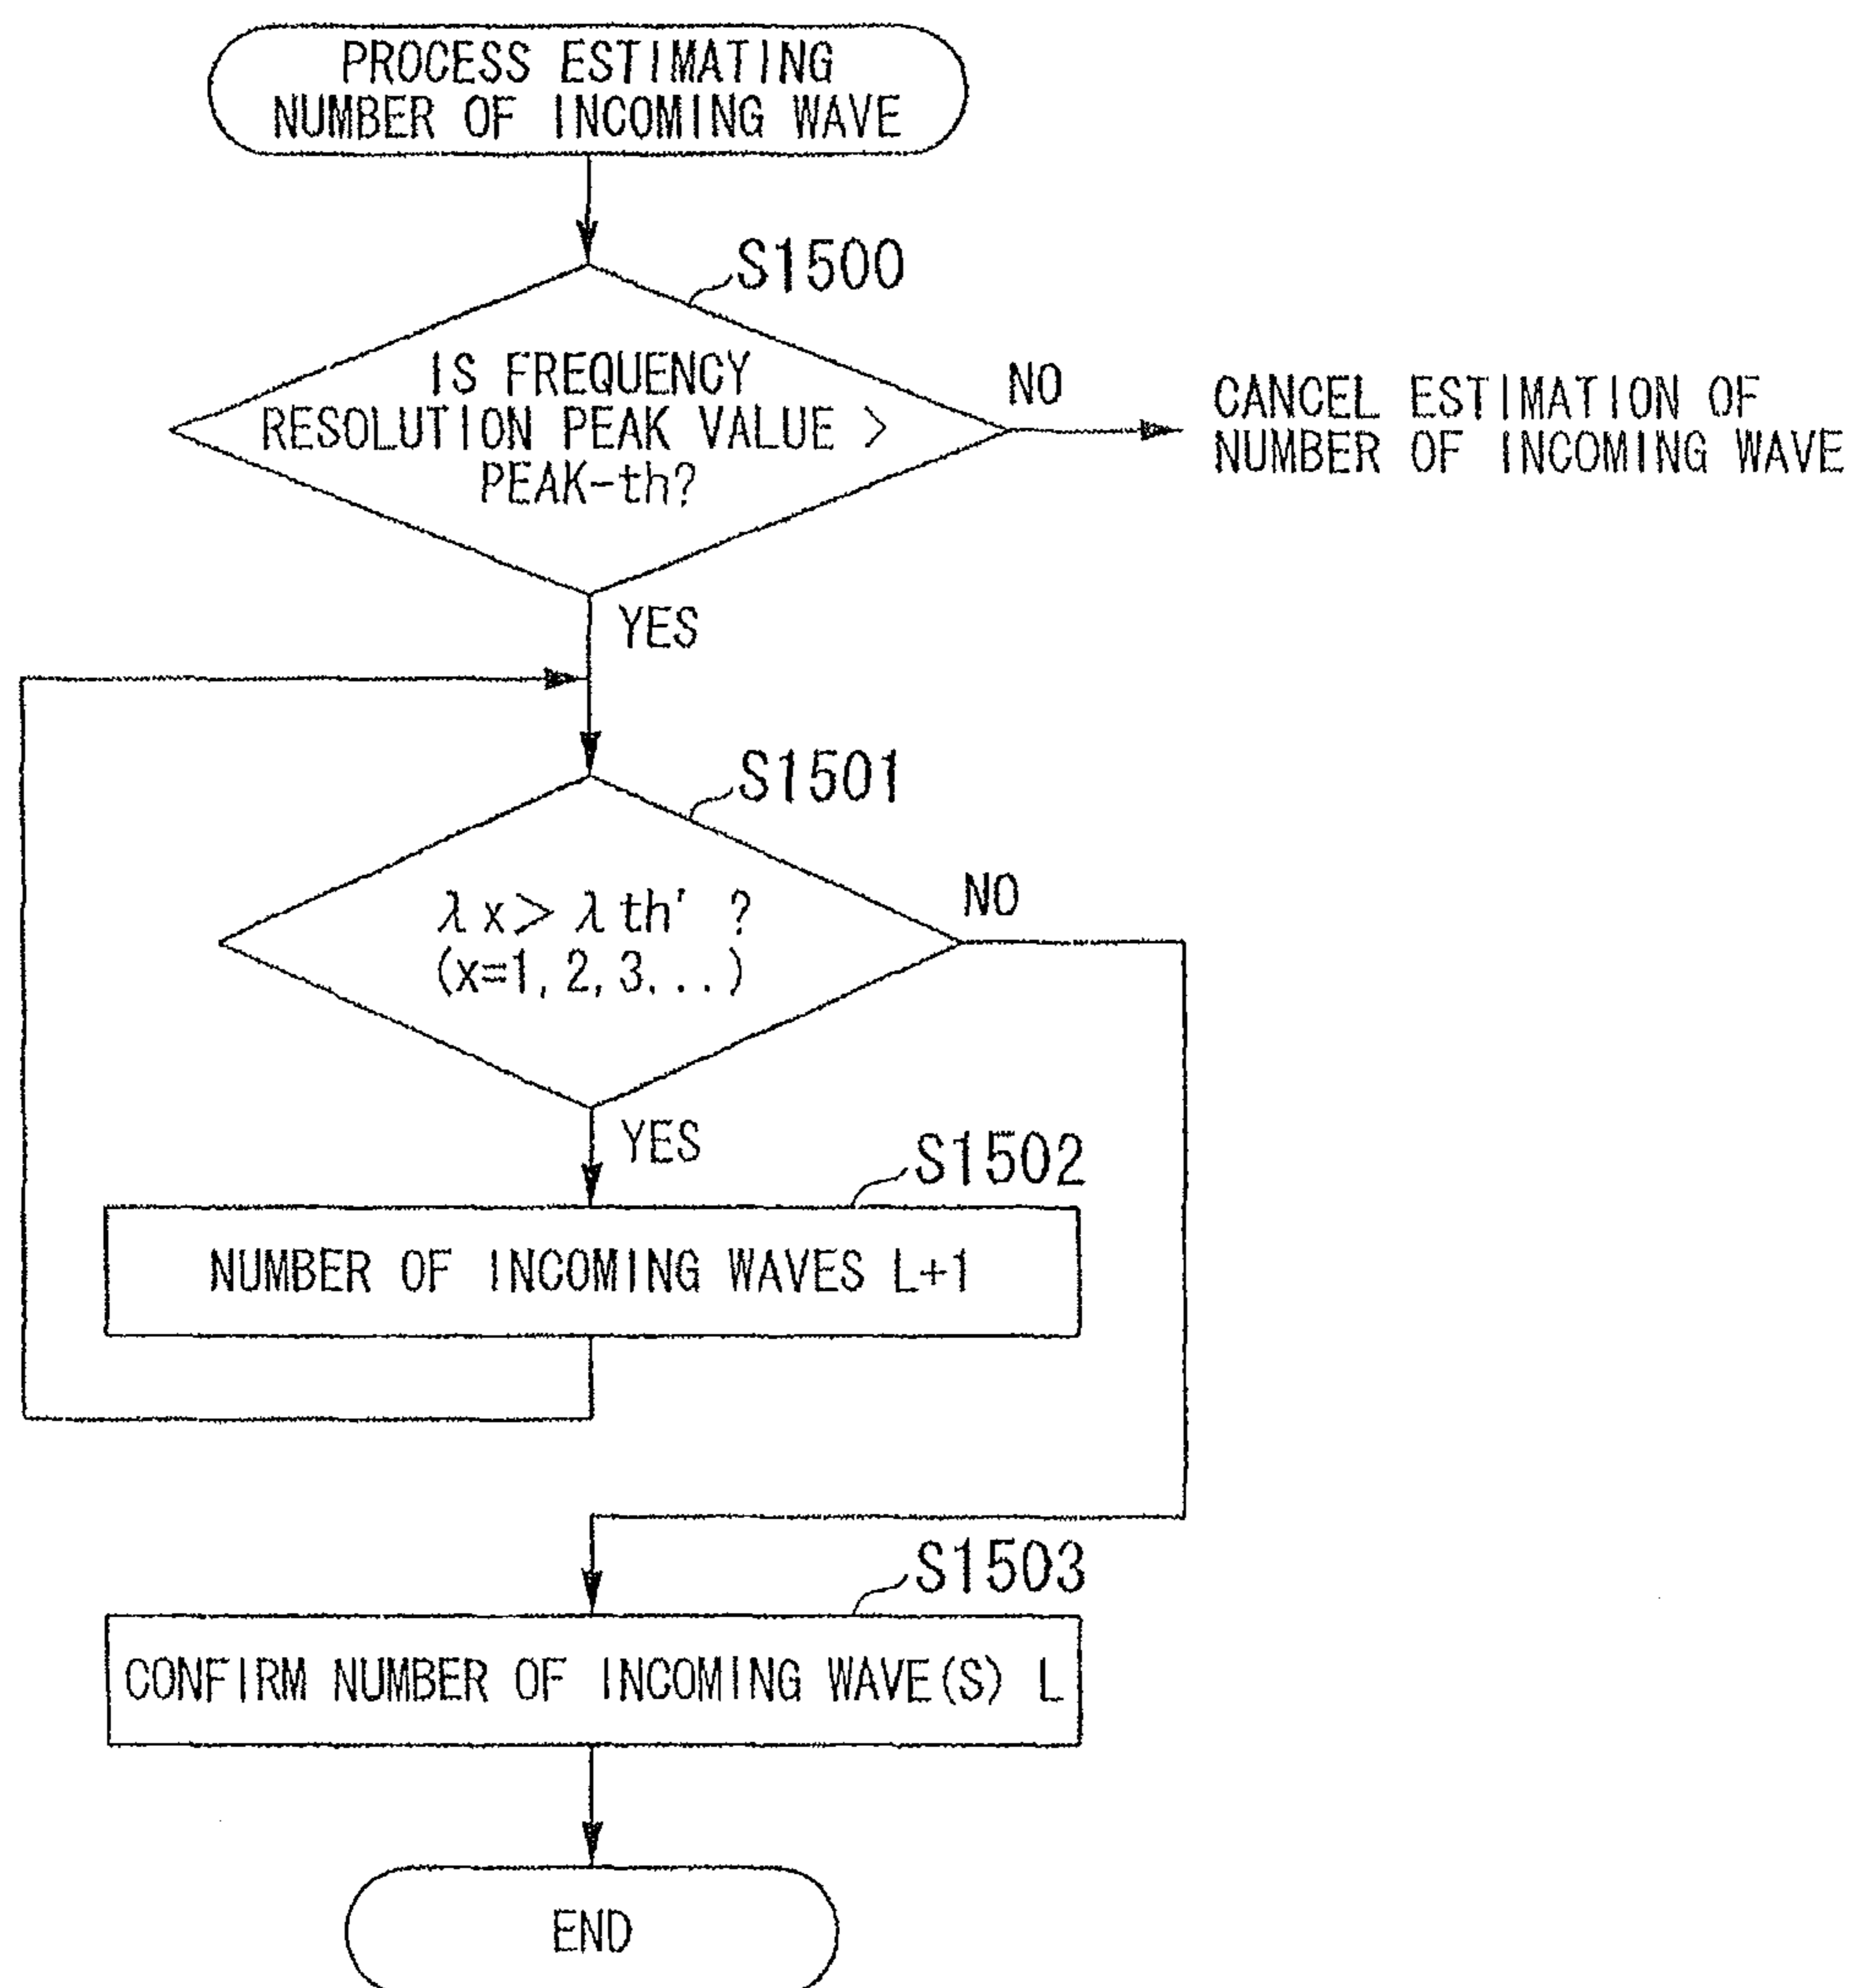 PROCESS ESTIMATING
NUMBER OF INCOMING WAVE
S1500
IS FREQUENCY
RESOLUTION PEAK VALUE >
PEAK-th?
NO
CANCEL ESTIMATION OF
NUMBER OF INCOMING WAVE
YES
S1501
λx> λth' ?
(x=1, 2, 3...)
NO
YES
S1502
NUMBER OF INCOMING WAVES L+1
S1503
CONFIRM NUMBER OF INCOMING WAVE(S) L
END